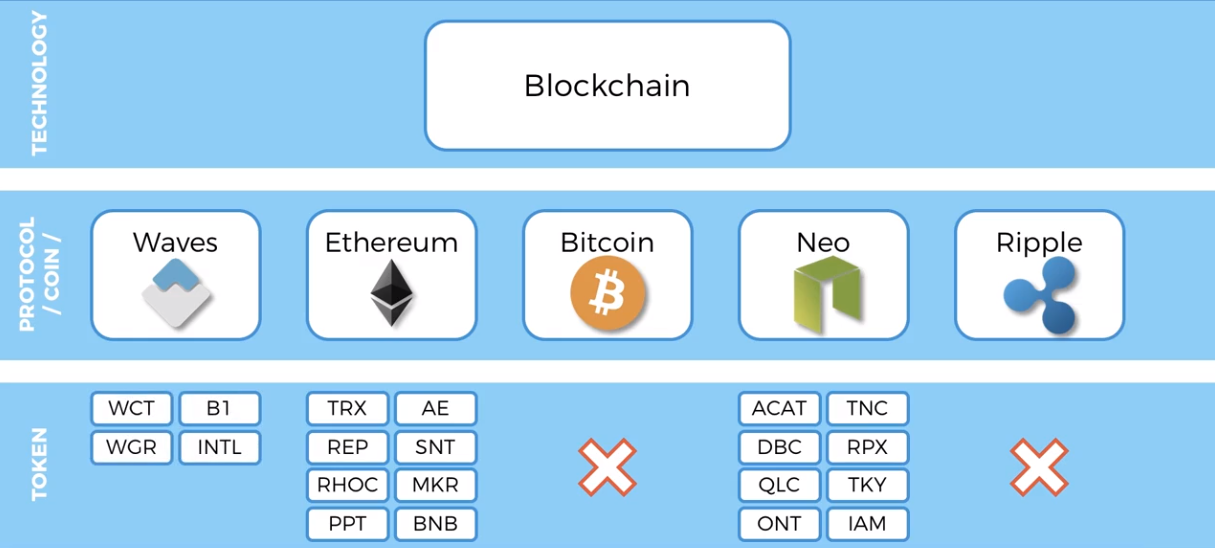 TECHNOLOGY
Blockchain
PROTOCOL
/ COIN /
Waves
Ethereum
Bitcoin
Neo
Ripple
TOKEN
WCT B1
WGR INTL
TRX AE
REP SNT
RHOC MKR
PPT BNB
ACAT TNC
DBC RPX
QLC TKY
ONT IAM